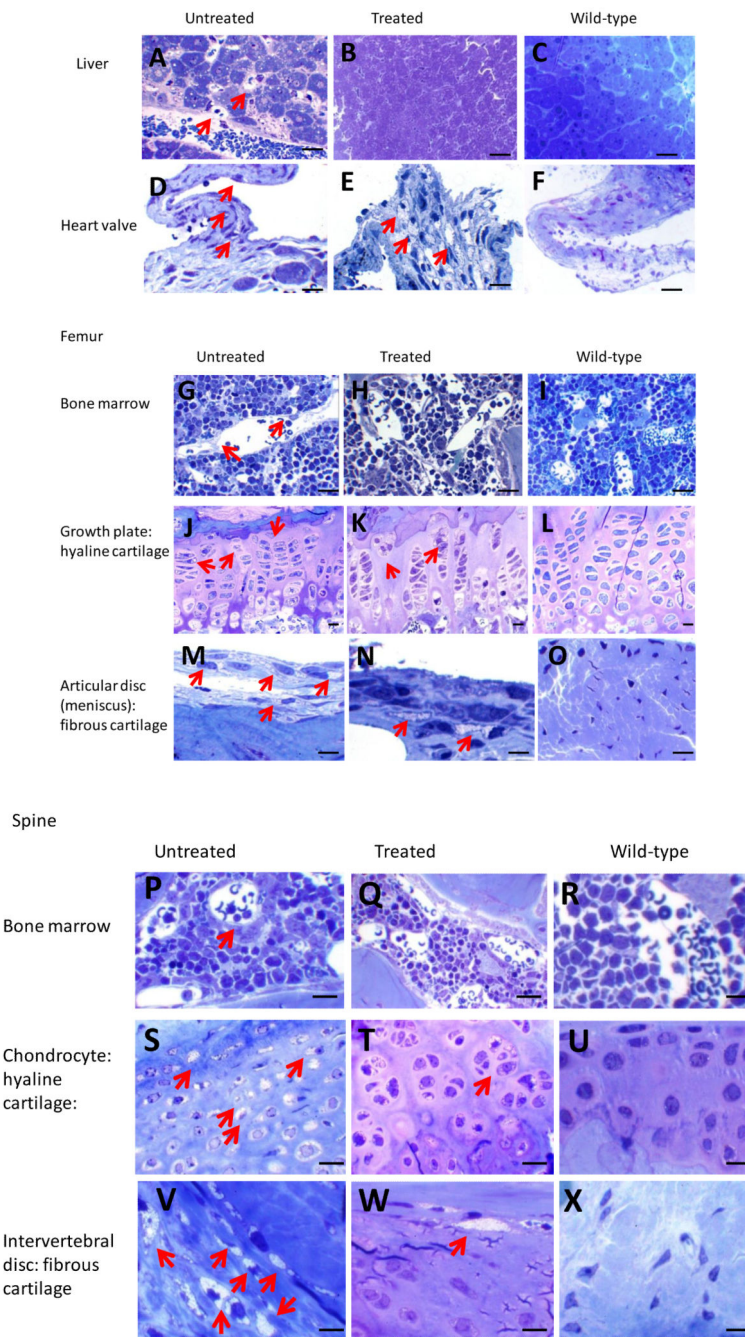 Untreated Treated Wild-type
Liver
A B C
D E F
Heart valve
Femur
Untreated Treated Wild-type
G H I
Bone marrow
J K L
Growth plate:
hyaline cartilage
M N O
Articular disc
(meniscus):
fibrous cartilage
Spine
Untreated Treated Wild-type
P Q R
Bone marrow
S T U
Chondrocyte:
hyaline
cartilage:
V W X
Intervertebral
disc: fibrous
cartilage